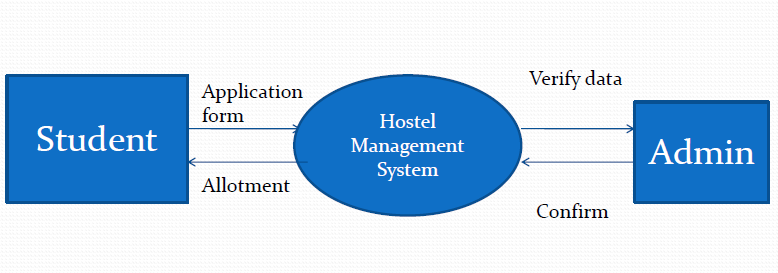 Student
Application
form
Allotment
Hostel
Management
System
Verify data
Confirm
Admin